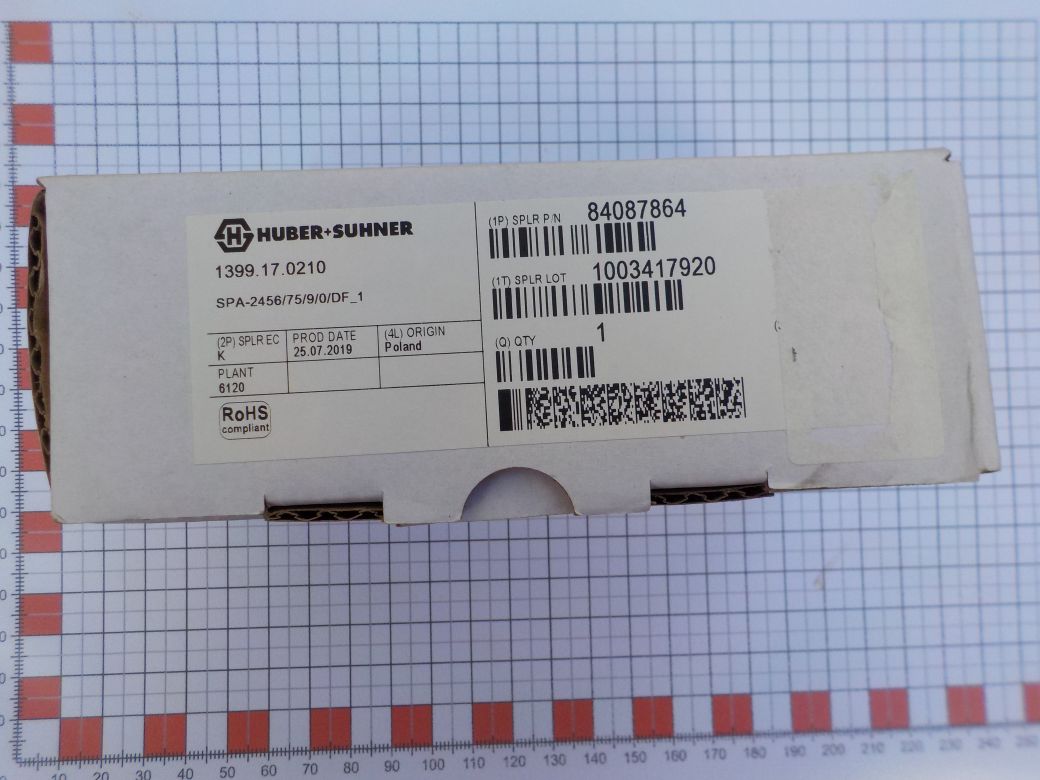 HUBER+SUHNER
1399.17.0210
SPA-2456/75/9/0/DF_1
(2P) SPLR EC
K
PROD DATE
25.07.2019
(4L) ORIGIN
Poland
PLANT
6120
RoHS
compliant
(1P) SPLR P/N 84087864
(1T) SPLR LOT 1003417920
(Q) QTY 1
10 20 30 40 50 60 70 80 90 100 110 120 130 140 150 160 170 180 190 200 210 220 230 240 250